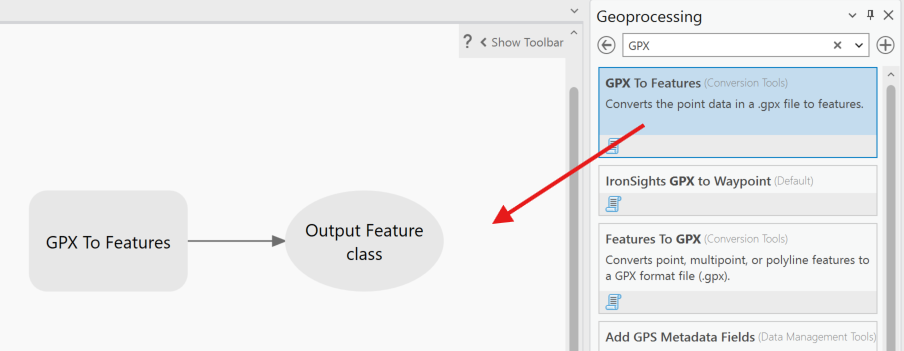 Geoprocessing
? < Show Toolbar
GPX
GPX To Features (Conversion Tools)
Converts the point data in a .gpx file to features.
IronSights GPX to Waypoint (Default)
Features To GPX (Conversion Tools)
Converts point, multipoint, or polyline features to
a GPX format file (.gpx).
Add GPS Metadata Fields (Data Management Tools)
GPX To Features
Output Feature
class